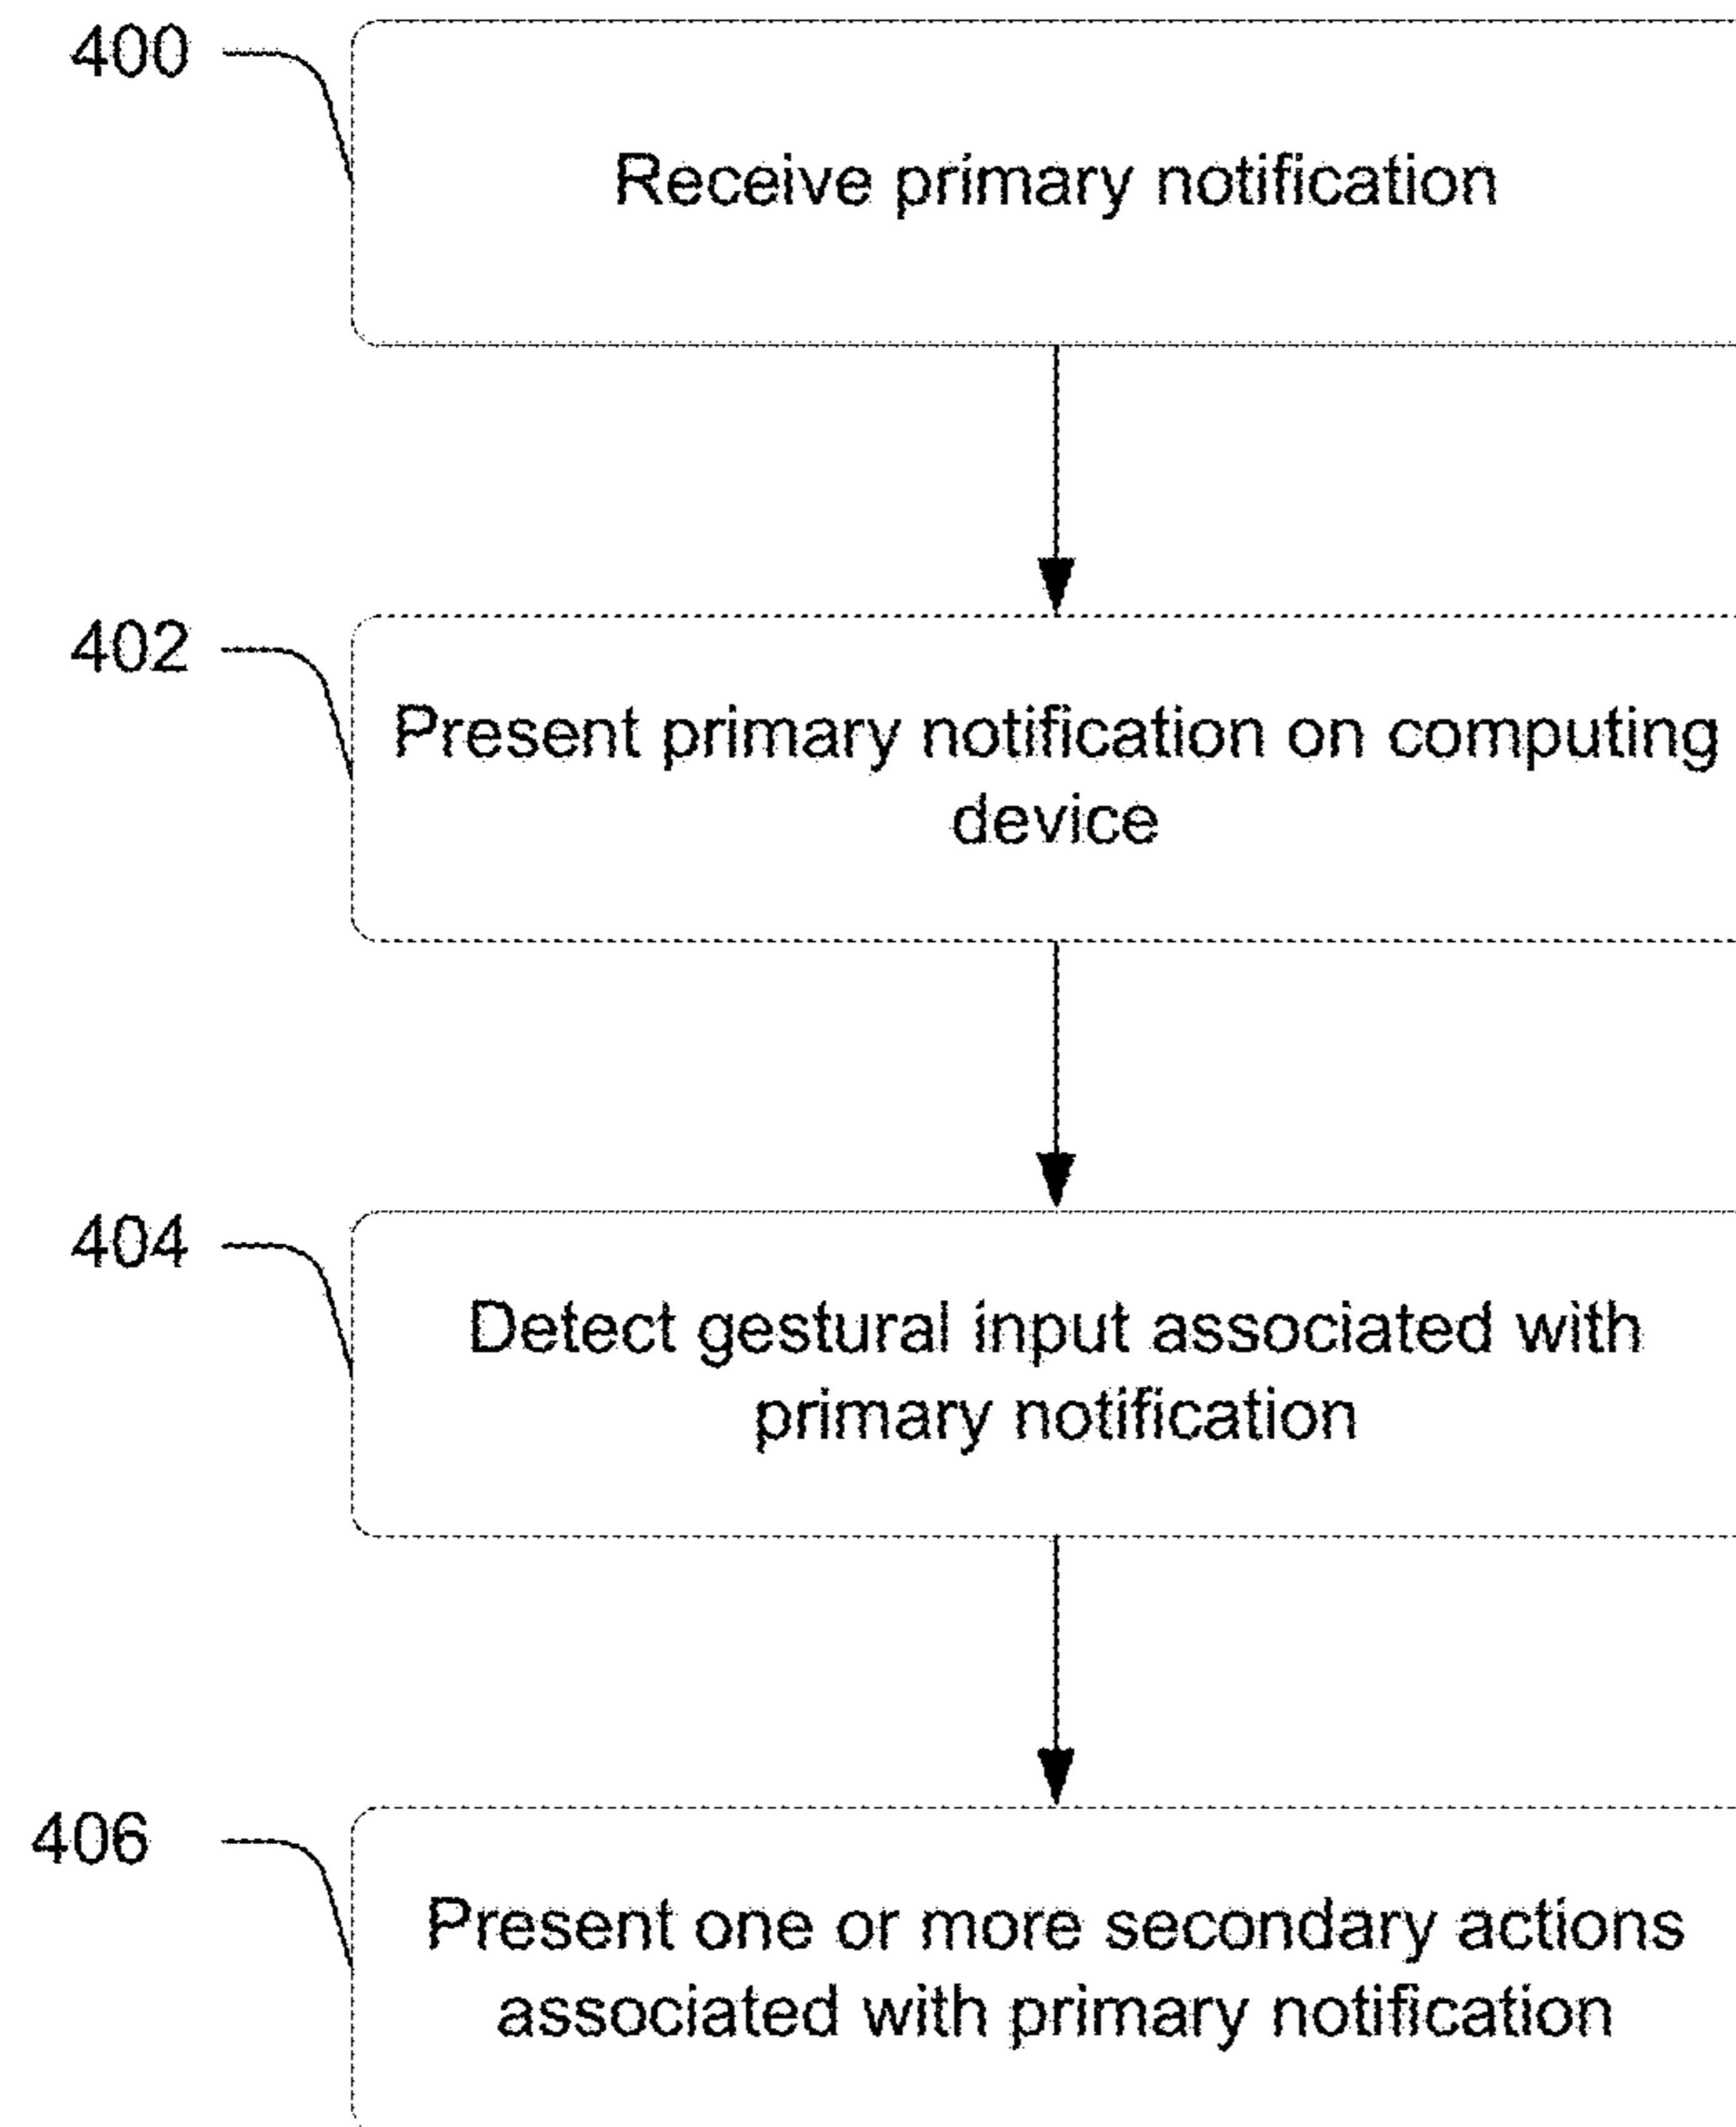 400
Receive primary notification
402
Present primary notification on computing
device
404
Detect gestural input associated with
primary notification
406
Present one or more secondary actions
associated with primary notification